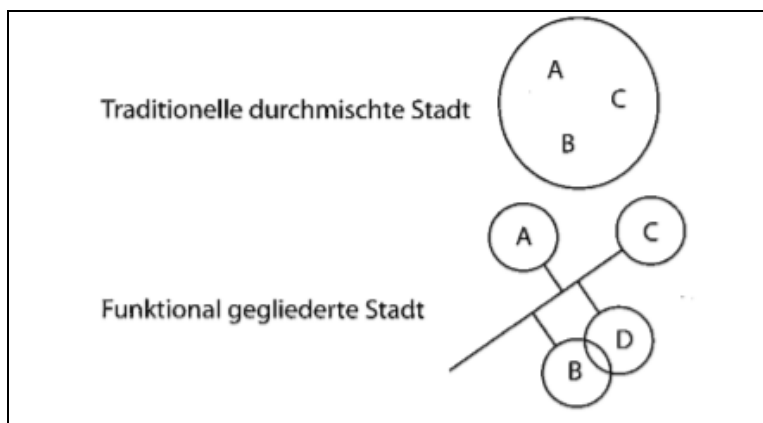 A
Traditionelle durchmischte Stadt
C
B
A
C
Funktional gegliederte Stadt
D
B